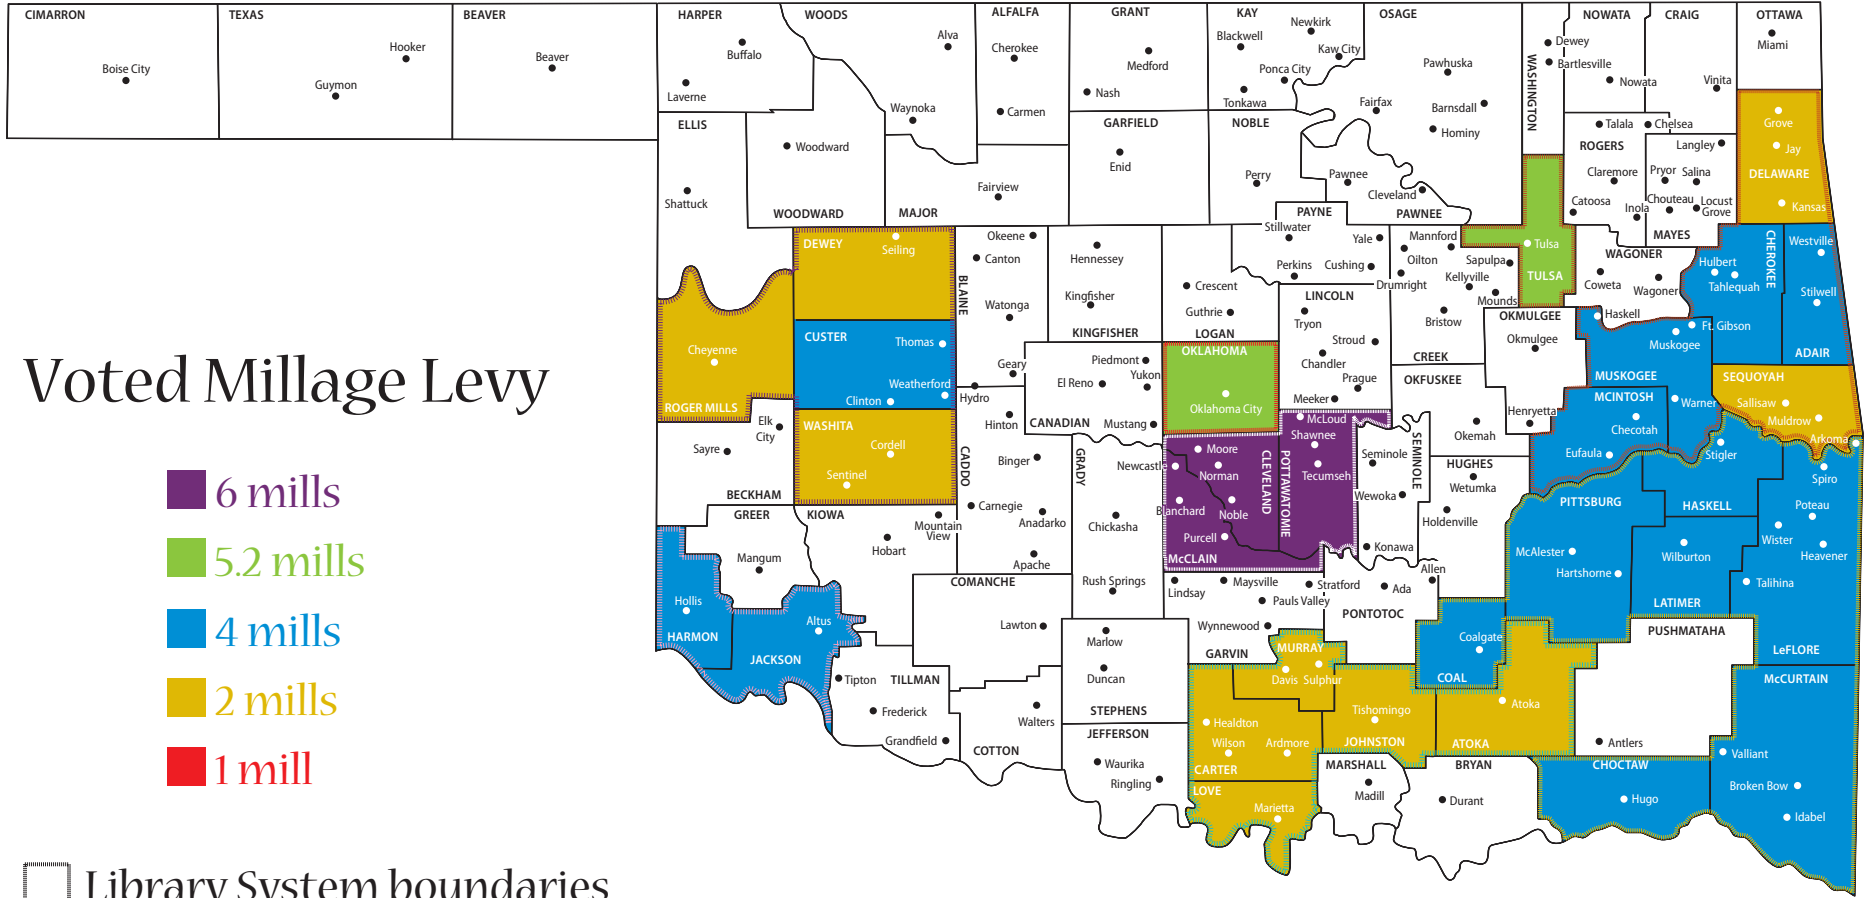 CIMARRON
TEXAS
BEAVER
HARPER
WOODS
ALFALFA
GRANT
KAY
OSAGE
NOWATA
CRAIG
OTTAWA
Boise City
Hooker
Guymon
Beaver
Buffalo
Laverne
Alva
Waynoka
Cherokee
Carmen
Medford
Nash
Newkirk
Blackwell
Kaw City
Ponca City
Tonkawa
Pawhuska
Fairfax
Barnsdall
Hominy
WASHINGTON
Dewey
Bartlesville
Nowata
Vinita
Miami
ELLIS
Shattuck
Woodward
WOODWARD
Fairview
MAJOR
GARFIELD
Enid
NOBLE
Perry
Pawnee
Cleveland
PAWNEE
PAYNE
Stillwater
Yale
Perkins
Cushing
Talala
Chelsea
ROGERS
Langley
Claremore
Pryor
Salina
Catoosa
Inola
Chouteau
Locust
Grove
MAYES
Grove
Jay
DELAWARE
Kansas
DEWEY
Seiling
Okeene
Canton
BLAINE
Watonga
Geary
Hydro
Hennessey
Kingfisher
KINGFISHER
Crescent
Guthrie
LOGAN
LINCOLN
Tryon
Stroud
Chandler
Prague
Meeker
Mannford
Oilton
Drumright
Sapulpa
Kellyville
Mounds
Bristow
CREEK
Tulsa
TULSA
WAGONER
Coweta
Wagoner
Hulbert
Tahlequah
CHEROKEE
Westville
Stilwell
ADAIR
Cheyenne
ROGER MILLS
CUSTER
Thomas
Weatherford
Clinton
Piedmont
Yukon
El Reno
CANADIAN
Mustang
OKLAHOMA
Oklahoma City
OKMULGEE
Okmulgee
Henryetta
OKFUSKEE
Okemah
Haskell
Ft. Gibson
Muskogee
MUSKOGEE
Warner
MCINTOSH
Checotah
Eufaula
SEQUOYAH
Sallisaw
Muldrow
Arkoma
Voted Millage Levy
Elk
City
Sayre
BECKHAM
WASHITA
Cordell
Sentinel
CADDO
Hinton
Binger
Carnegie
Anadarko
Apache
GRADY
Chickasha
Rush Springs
Newcastle
Moore
Norman
Blanchard
Noble
Purcell
McCLAIN
CLEVELAND
POTTAWATOMIE
McLoud
Shawnee
Tecumseh
SEMINOLE
Seminole
Wewoka
Konawa
HUGHES
Wetumka
Holdenville
Allen
PITTSBURG
McAlester
Hartshorne
Stigler
HASKELL
Wilburton
LATIMER
Spiro
Poteau
Wister
Heavener
Talihina
LeFLORE
6 mills
5.2 mills
4 mills
2 mills
1 mill
GREER
Mangum
KIOWA
Hobart
Mountain
View
Hollis
HARMON
Altus
JACKSON
Tipton
TILLMAN
Frederick
Grandfield
COMANCHE
Lawton
Walters
COTTON
Marlow
Duncan
STEPHENS
JEFFERSON
Waurika
Ringling
Lindsay
Maysville
Stratford
Pauls Valley
Wynnewood
GARVIN
Ada
PONTOTOC
MURRAY
Davis
Sulphur
Healdton
Wilson
Ardmore
CARTER
LOVE
Marietta
Tishomingo
JOHNSTON
MARSHALL
Madill
Coalgate
COAL
Atoka
ATOKA
BRYAN
Durant
PUSHMATAHA
Antlers
CHOCTAW
Hugo
McCURTAIN
Valliant
Broken Bow
Idabel
Library System boundaries